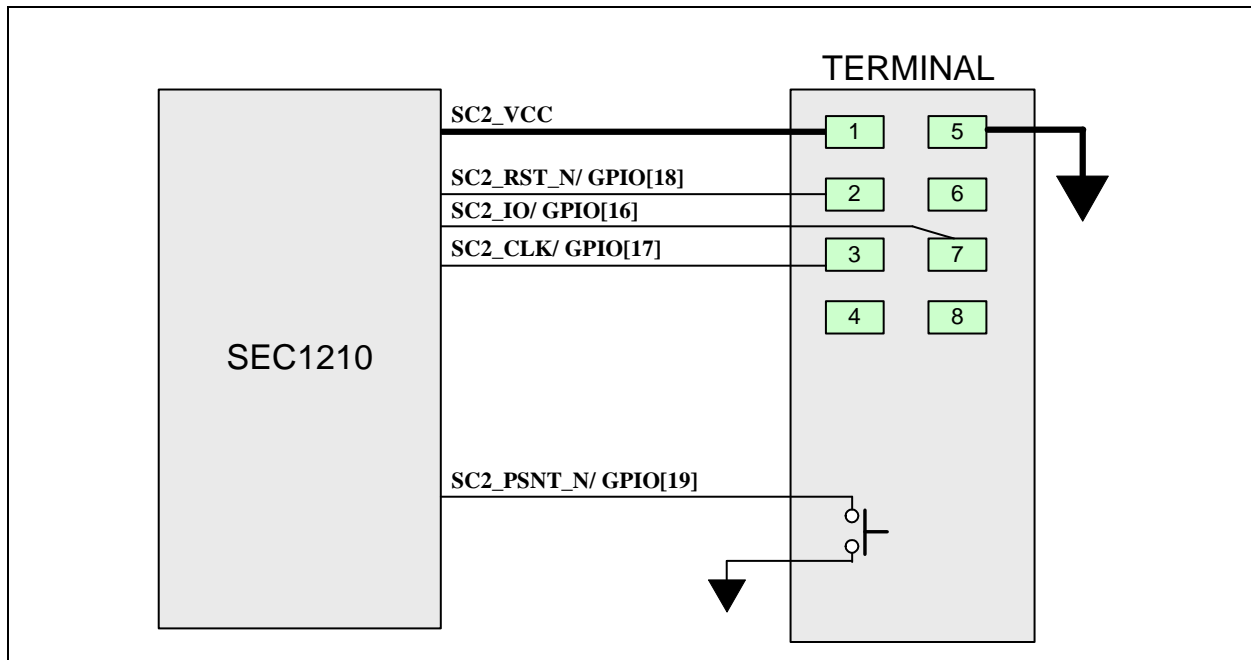 TERMINAL
SC2_VCC
1
5
SC2_RST_N/ GPIO[18]
2
6
SC2_IO/ GPIO[16]
SC2_CLK/ GPIO[17]
3
7
4
8
SEC1210
SC2_PSNT_N/ GPIO[19]